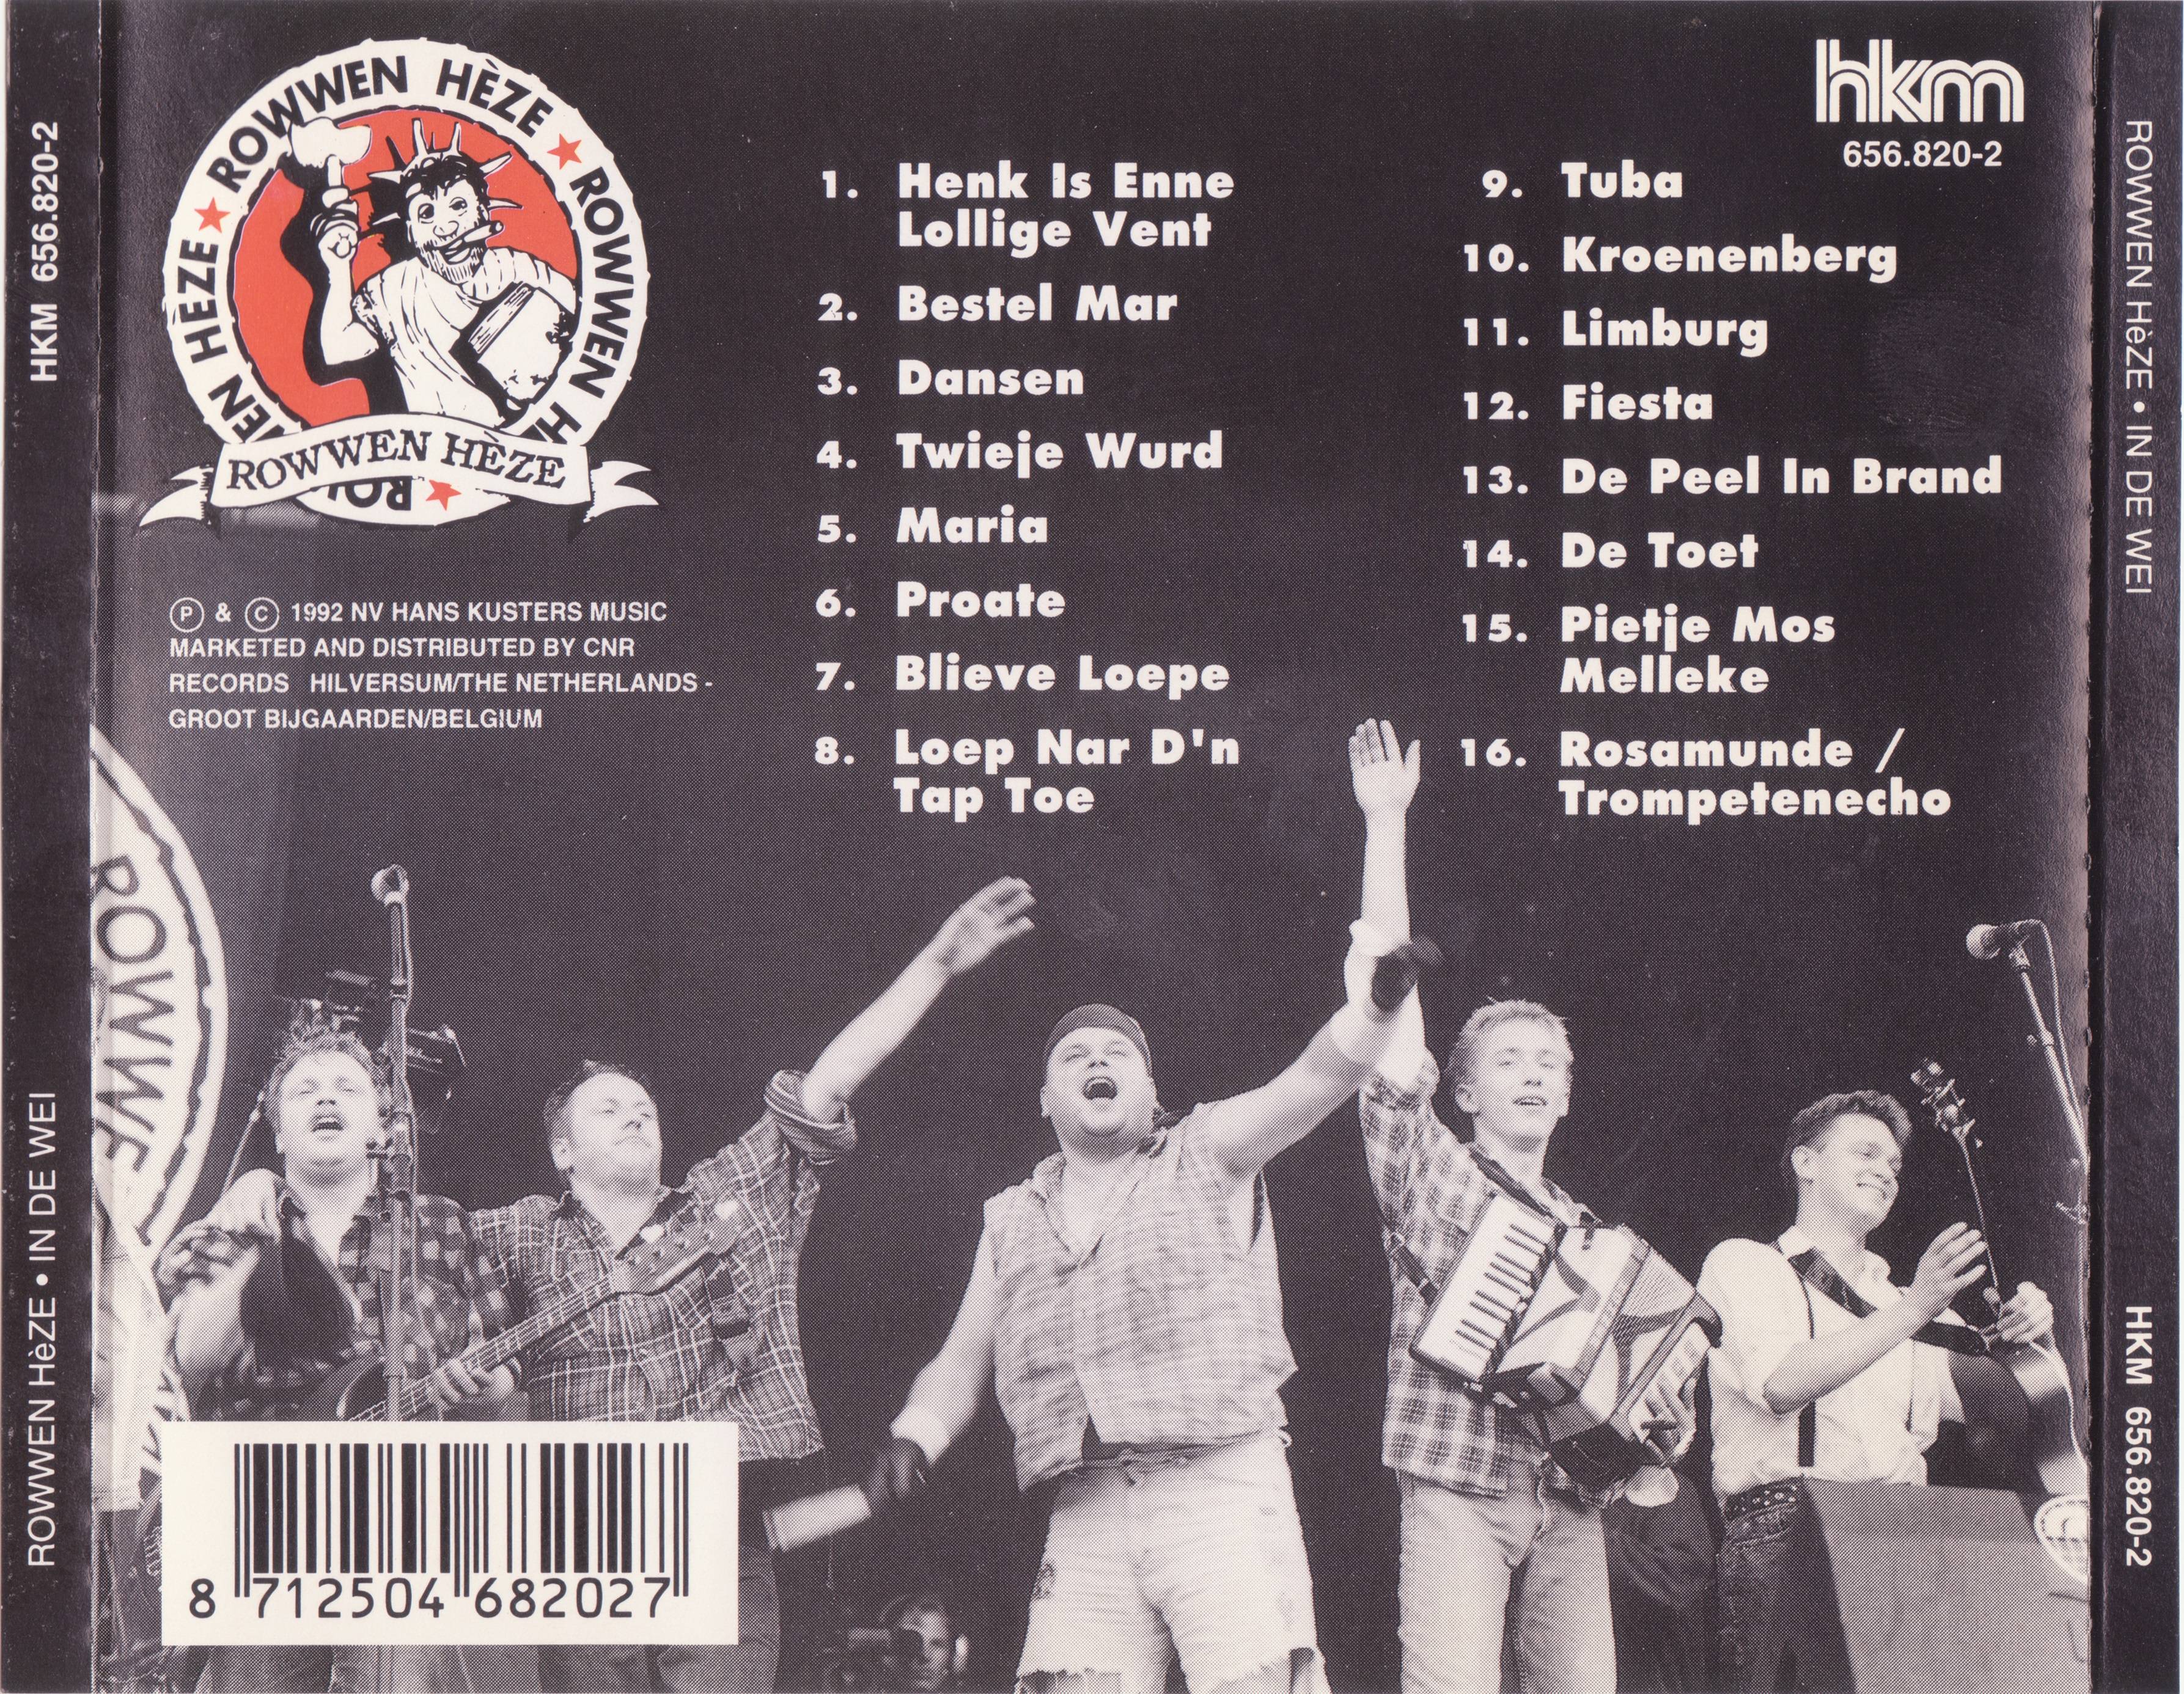 HKM 656.820-2
ROWWEN HèZE • IN DE WEI
ROWWEN HÈZE ★ ROWWEN HÈZE
ROWWEN HÈZE
hkm
656.820-2
1. Henk Is Enne
Lollige Vent
2. Bestel Mar
3. Dansen
4. Twieje Wurd
5. Maria
6. Proate
7. Blieve Loepe
8. Loep Nar D'n
Tap Toe
9. Tuba
10. Kroenenberg
11. Limburg
12. Fiesta
13. De Peel In Brand
14. De Toet
15. Pietje Mos
Melleke
16. Rosamunde /
Trompetenecho
Ⓟ & Ⓒ 1992 NV HANS KUSTERS MUSIC
MARKETED AND DISTRIBUTED BY CNR
RECORDS HILVERSUM/THE NETHERLANDS -
GROOT BIJGAARDEN/BELGIUM
ROWWE
8 712504 682027
ROWWEN HèZE • IN DE WEI
HKM 656.820-2